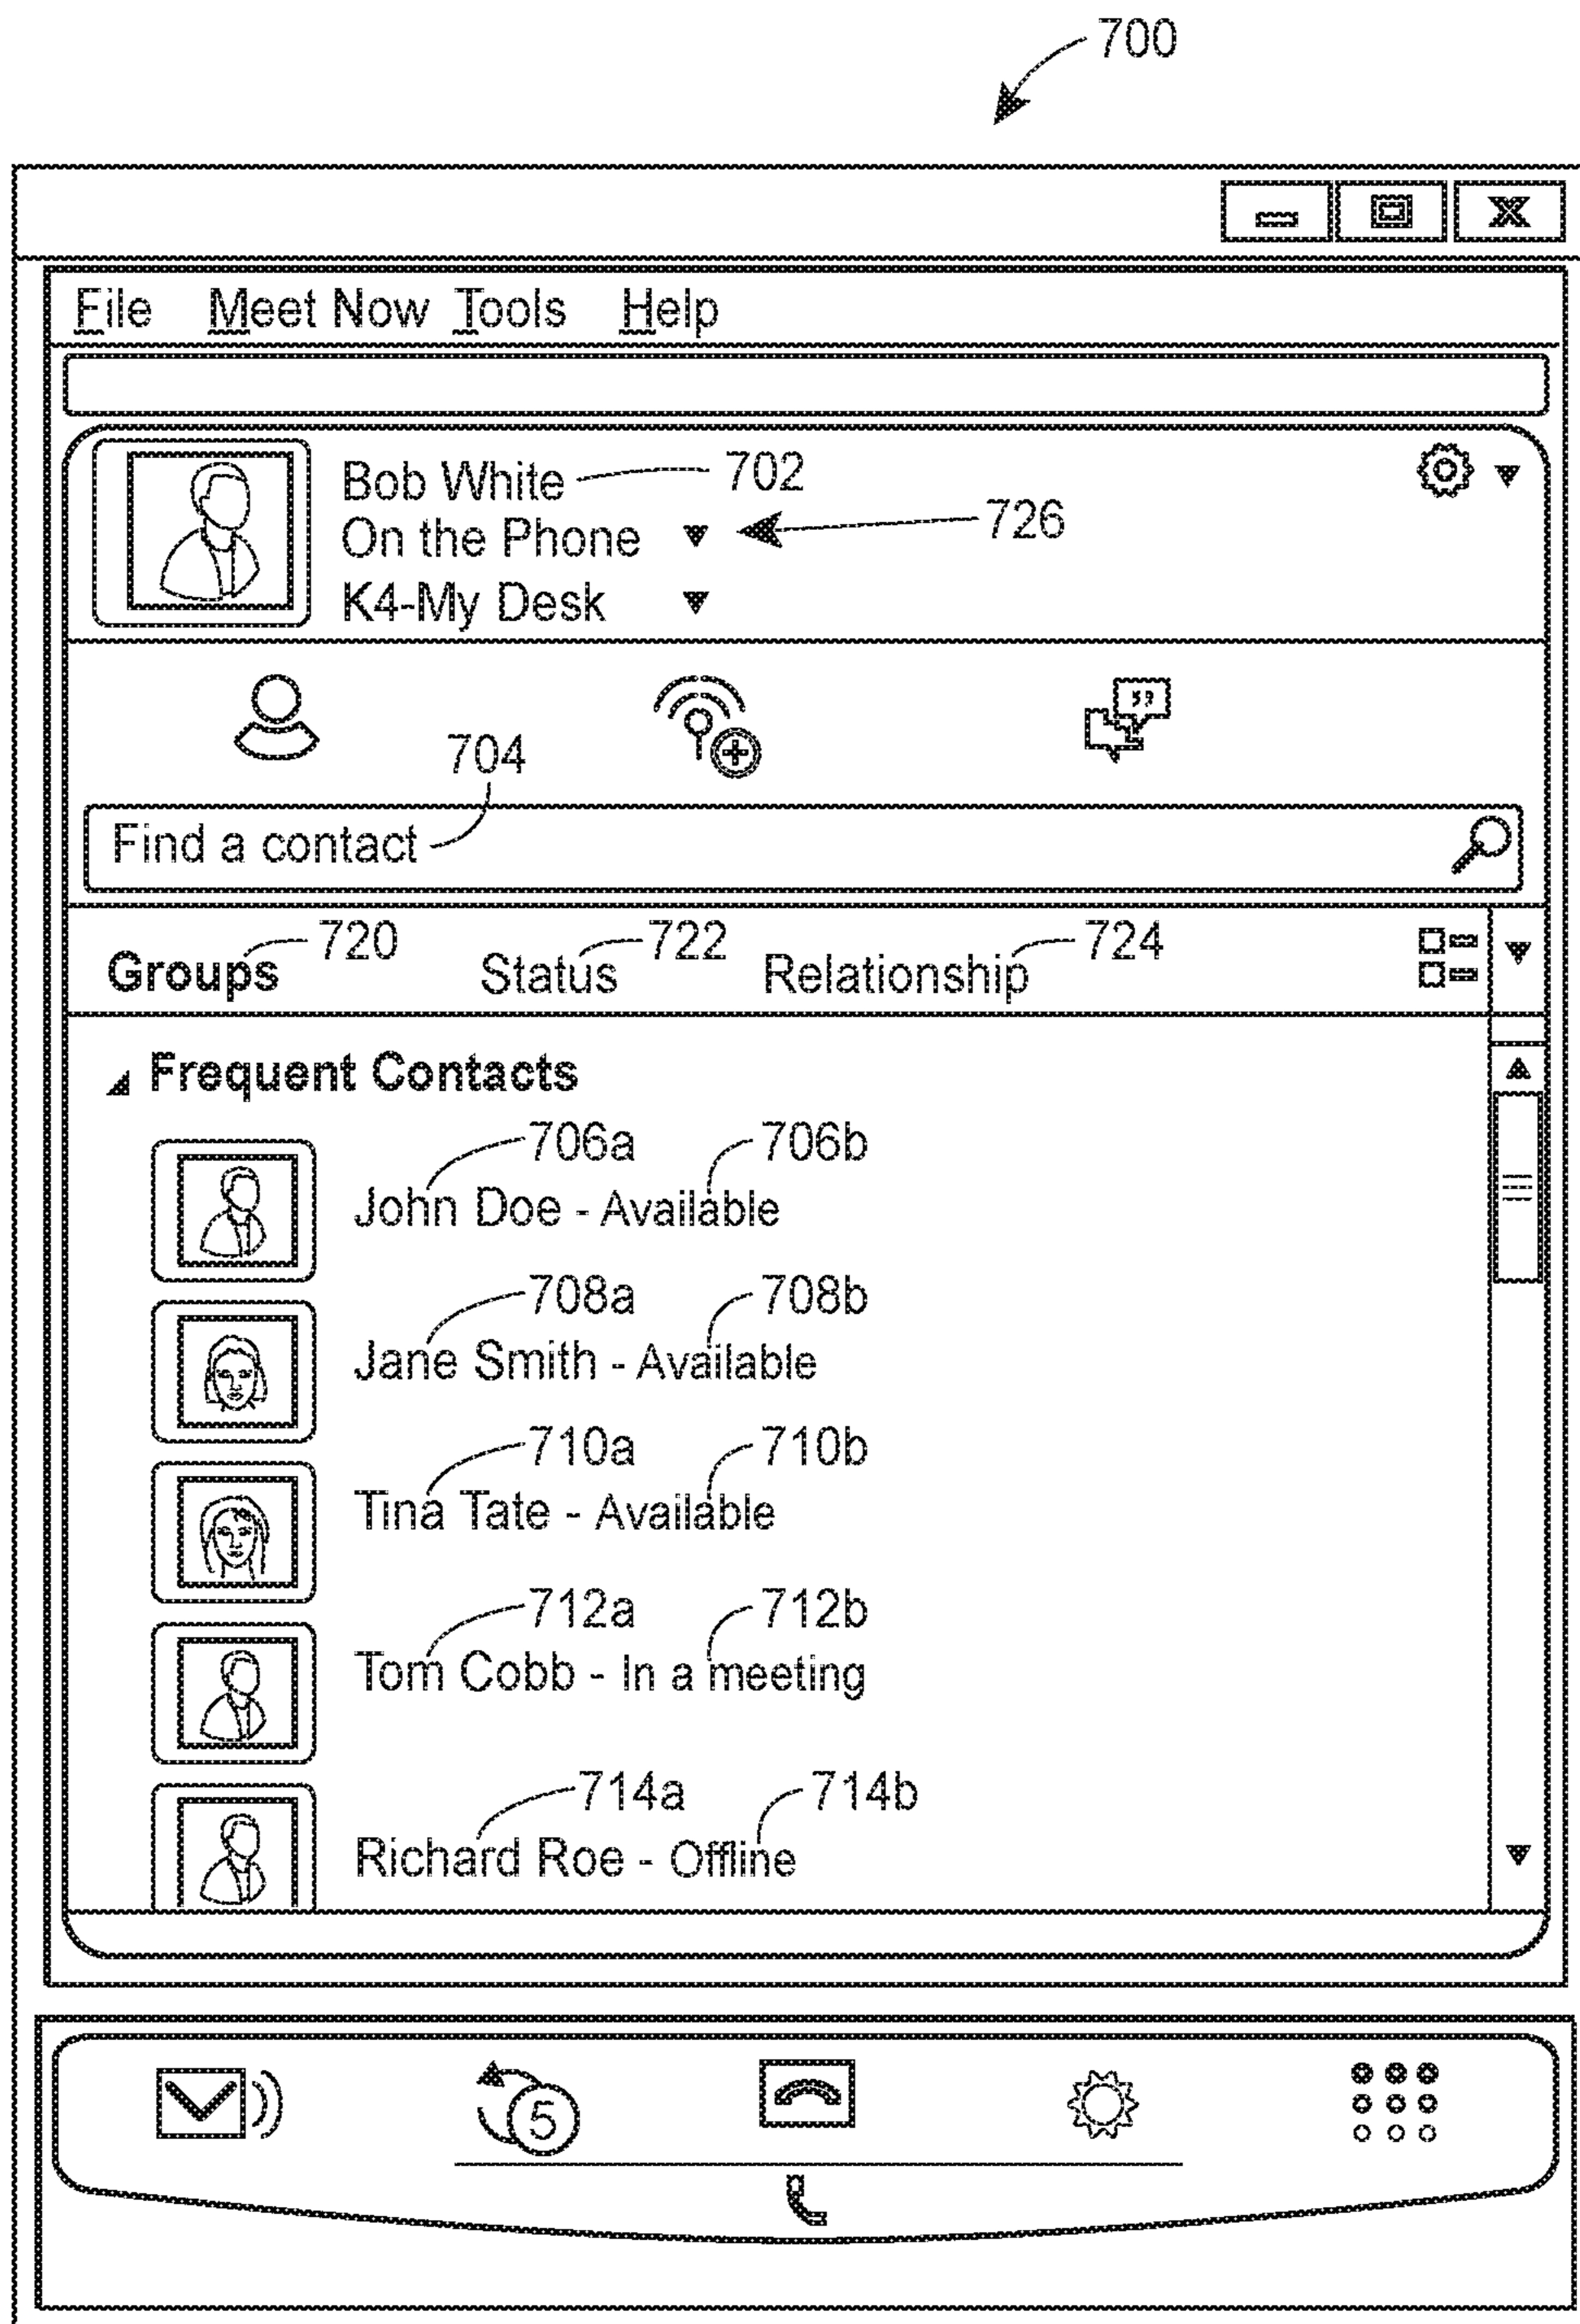 700
File Meet Now Tools Help
Bob White 702
On the Phone 726
K4-My Desk
704
Find a contact
Groups 720 Status 722 Relationship 724
Frequent Contacts
706a 706b
John Doe - Available
708a 708b
Jane Smith - Available
710a 710b
Tina Tate - Available
712a 712b
Tom Cobb - In a meeting
714a 714b
Richard Roe - Offline
5